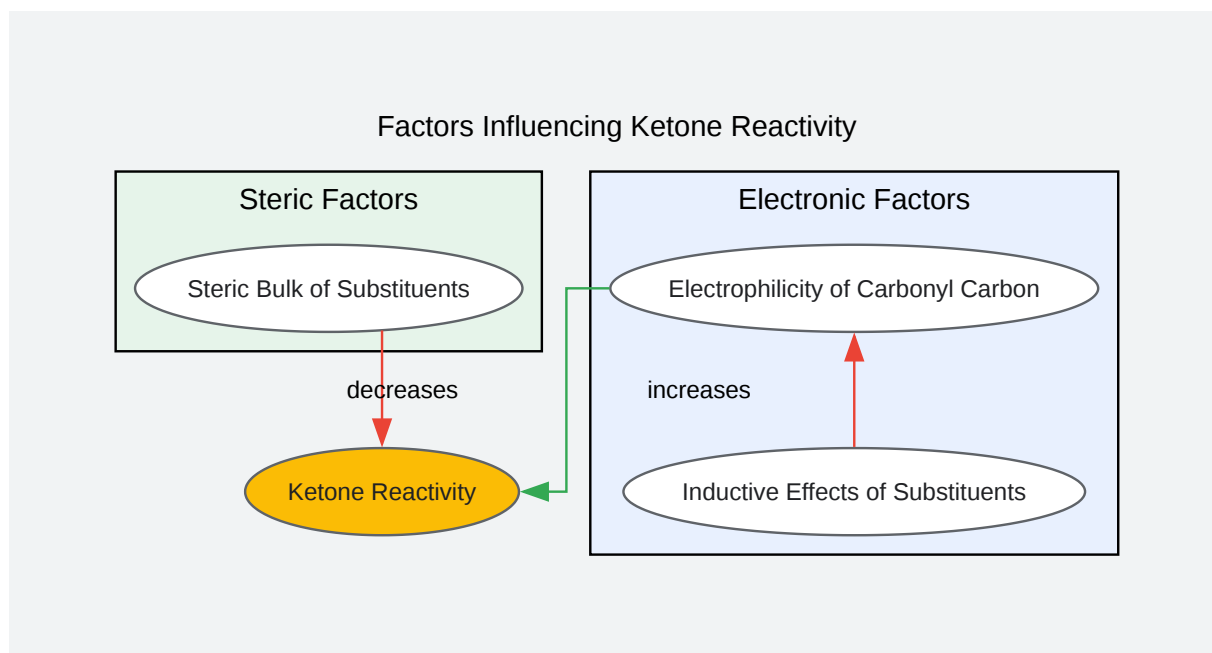 Factors Influencing Ketone Reactivity
Steric Factors
Electronic Factors
Steric Bulk of Substituents
Electrophilicity of Carbonyl Carbon
decreases
increases
Ketone Reactivity
Inductive Effects of Substituents